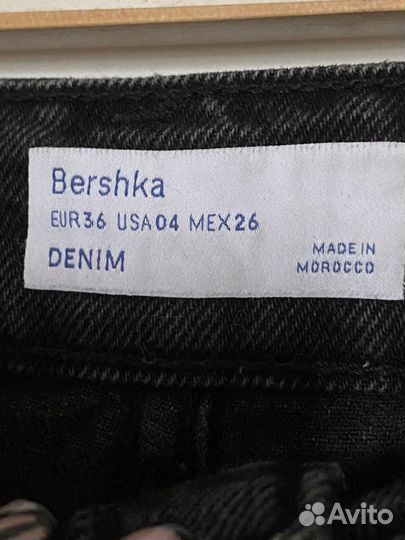 Bershka
EUR36 USA04 MEX26
DENIM
MADE IN
MOROCCO
Avito